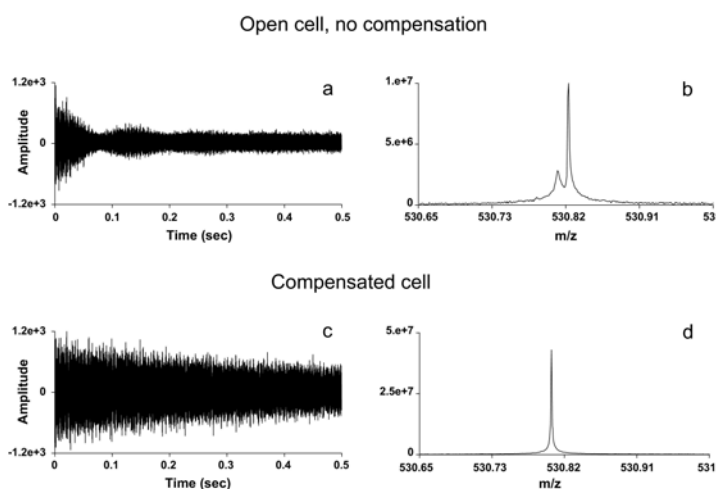 Open cell, no compensation
a
1.2e+3
0
-1.2e+3
Amplitude
0 0.1 0.2 0.3 0.4 0.5
Time (sec)
b
1.e+7
5.e+6
0
530.65 530.73 530.82 530.91 53
m/z
Compensated cell
c
1.2e+3
0
-1.2e+3
Amplitude
0 0.1 0.2 0.3 0.4 0.5
Time (sec)
d
5.e+7
2.5e+7
0
530.65 530.73 530.82 530.91 531
m/z